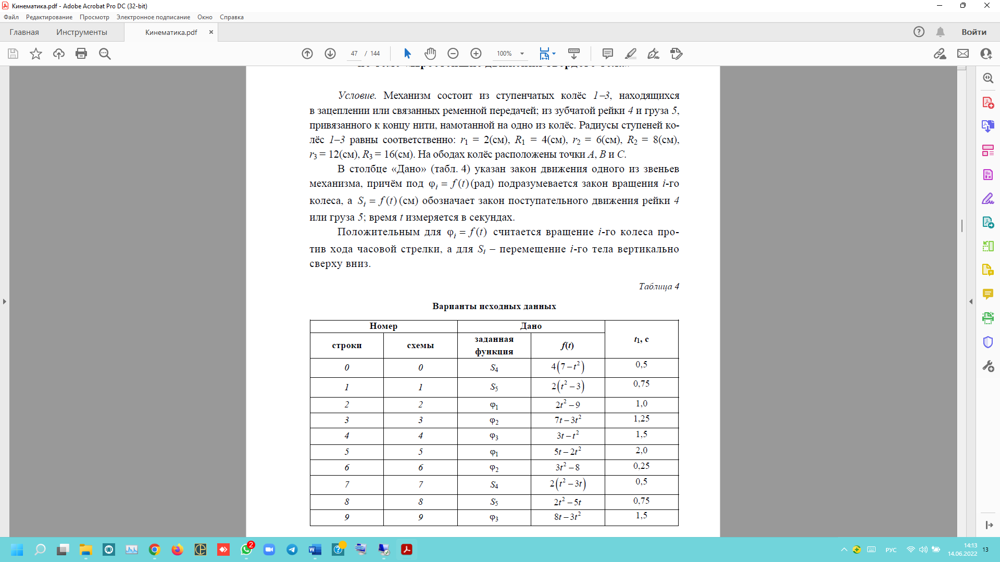 Кинематика.pdf - Adobe Acrobat Pro DC (32-bit)
Файл Редактирование Просмотр Электронное подписание Окно Справка
Главная Инструменты Кинематика.pdf × Войти
47 / 144 100%
Условие. Механизм состоит из ступенчатых колёс 1–3, находящихся
в зацеплении или связанных ременной передачей; из зубчатой рейки 4 и груза 5,
привязанного к концу нити, намотанной на одно из колёс. Радиусы ступеней ко-
лёс 1–3 равны соответственно: r1 = 2(см), R1 = 4(см), r2 = 6(см), R2 = 8(см),
r3 = 12(см), R3 = 16(см). На ободах колёс расположены точки A, B и C.
В столбце «Дано» (табл. 4) указан закон движения одного из звеньев
механизма, причём под φi = f(t)(рад) подразумевается закон вращения i-го
колеса, а Si = f(t)(см) обозначает закон поступательного движения рейки 4
или груза 5; время t измеряется в секундах.
Положительным для φi = f(t) считается вращение i-го колеса про-
тив хода часовой стрелки, а для Si – перемещение i-го тела вертикально
сверху вниз.
Таблица 4
Варианты исходных данных
Номер Дано t1, с
строки схемы заданная функция f(t)
0 0 S4 4(7 – t²) 0,5
1 1 S5 2(t² – 3) 0,75
2 2 φ1 2t² – 9 1,0
3 3 φ2 7t – 3t² 1,25
4 4 φ3 3t – t² 1,5
5 5 φ1 5t – 2t² 2,0
6 6 φ2 3t² – 8 0,25
7 7 S4 2(t² – 3t) 0,5
8 8 S5 2t² – 5t 0,75
9 9 φ3 8t – 3t² 1,5
2
РУС 14:13 13
14.06.2022